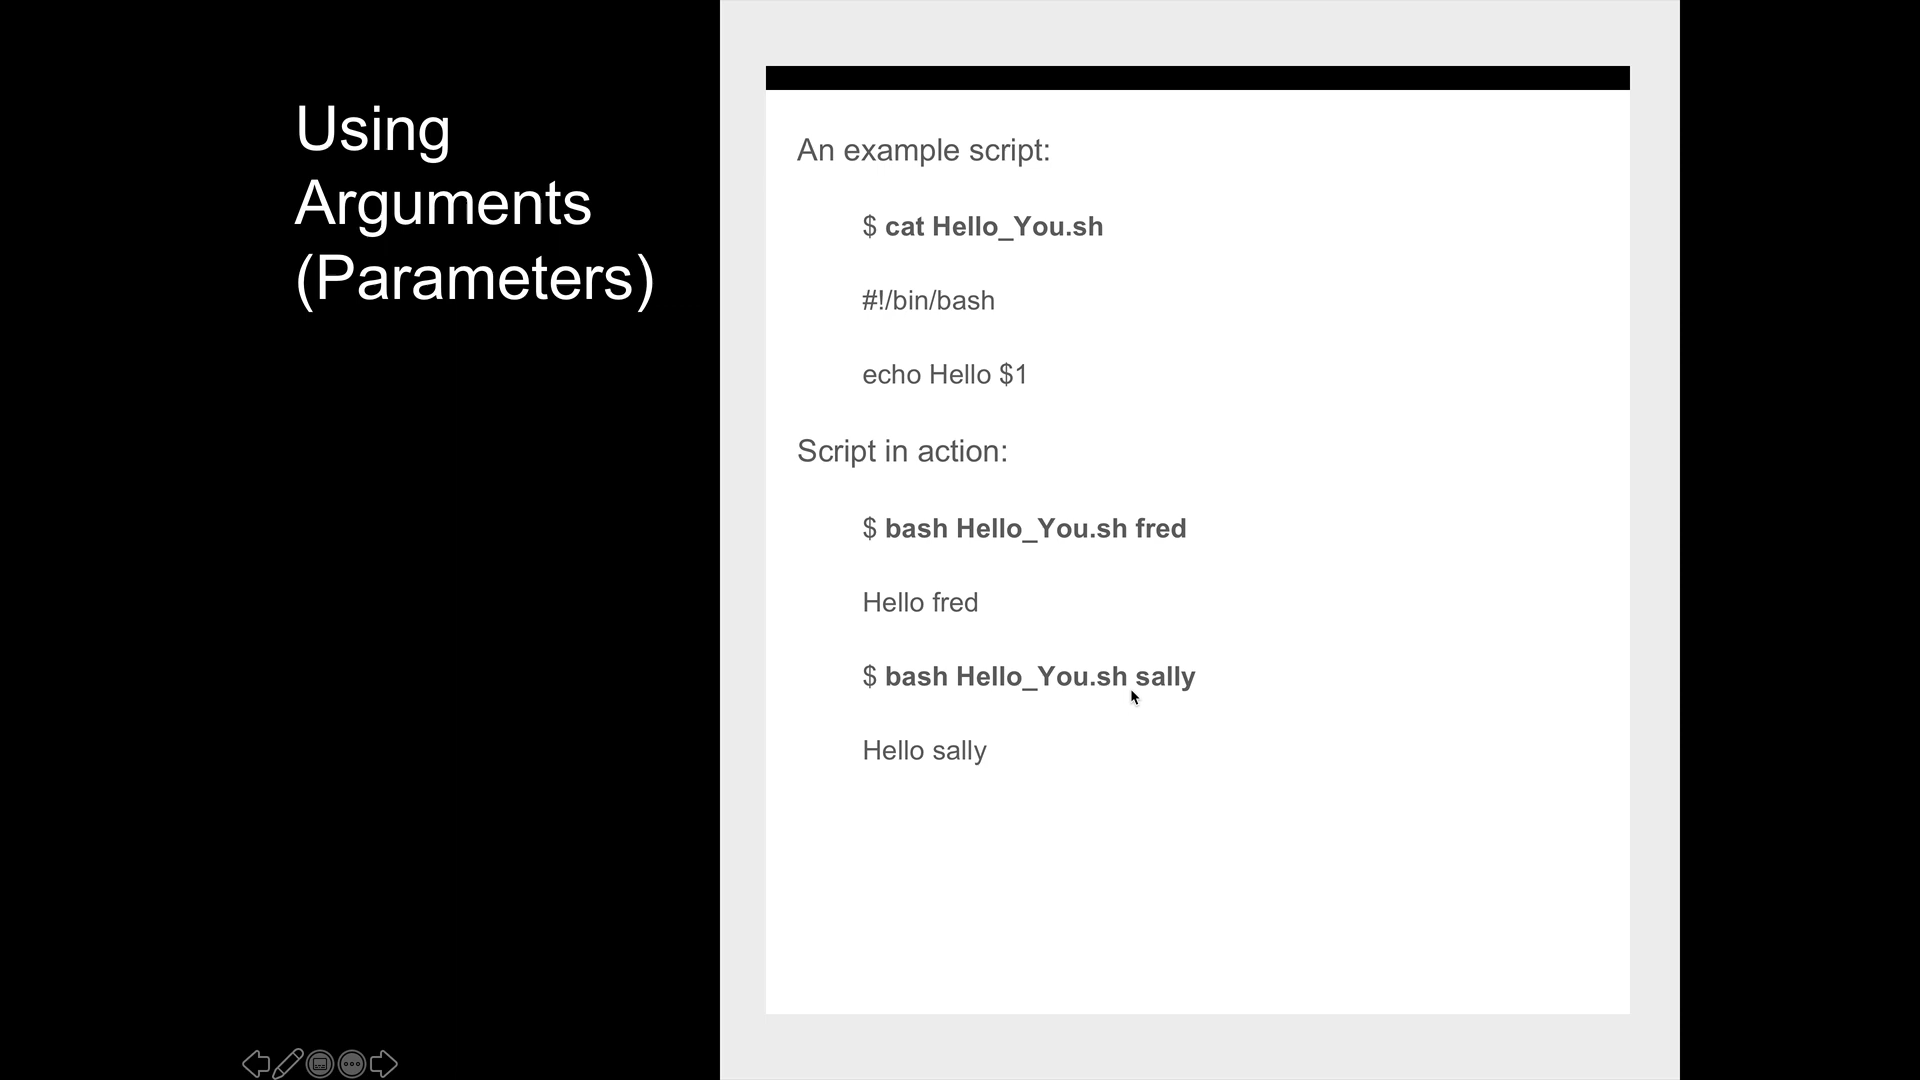 Using
Arguments
(Parameters)
An example script:
$ cat Hello_You.sh
#!/bin/bash
echo Hello $1
Script in action:
$ bash Hello_You.sh fred
Hello fred
$ bash Hello_You.sh sally
Hello sally